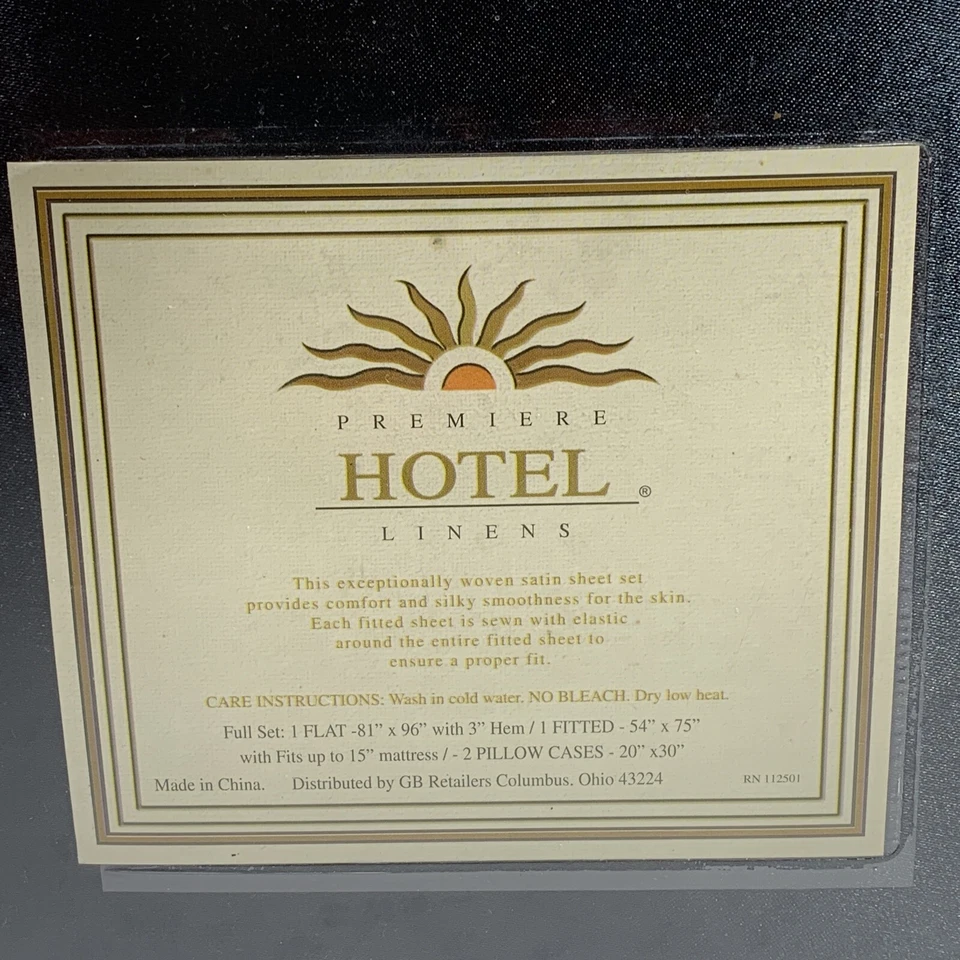 PREMIERE
HOTEL ®
LINENS
This exceptionally woven satin sheet set
provides comfort and silky smoothness for the skin.
Each fitted sheet is sewn with elastic
around the entire fitted sheet to
ensure a proper fit.
CARE INSTRUCTIONS: Wash in cold water. NO BLEACH. Dry low heat.
Full Set: 1 FLAT -81” x 96” with 3” Hem / 1 FITTED - 54” x 75”
with Fits up to 15” mattress / - 2 PILLOW CASES - 20” x30”
Made in China. Distributed by GB Retailers Columbus. Ohio 43224 RN 112501